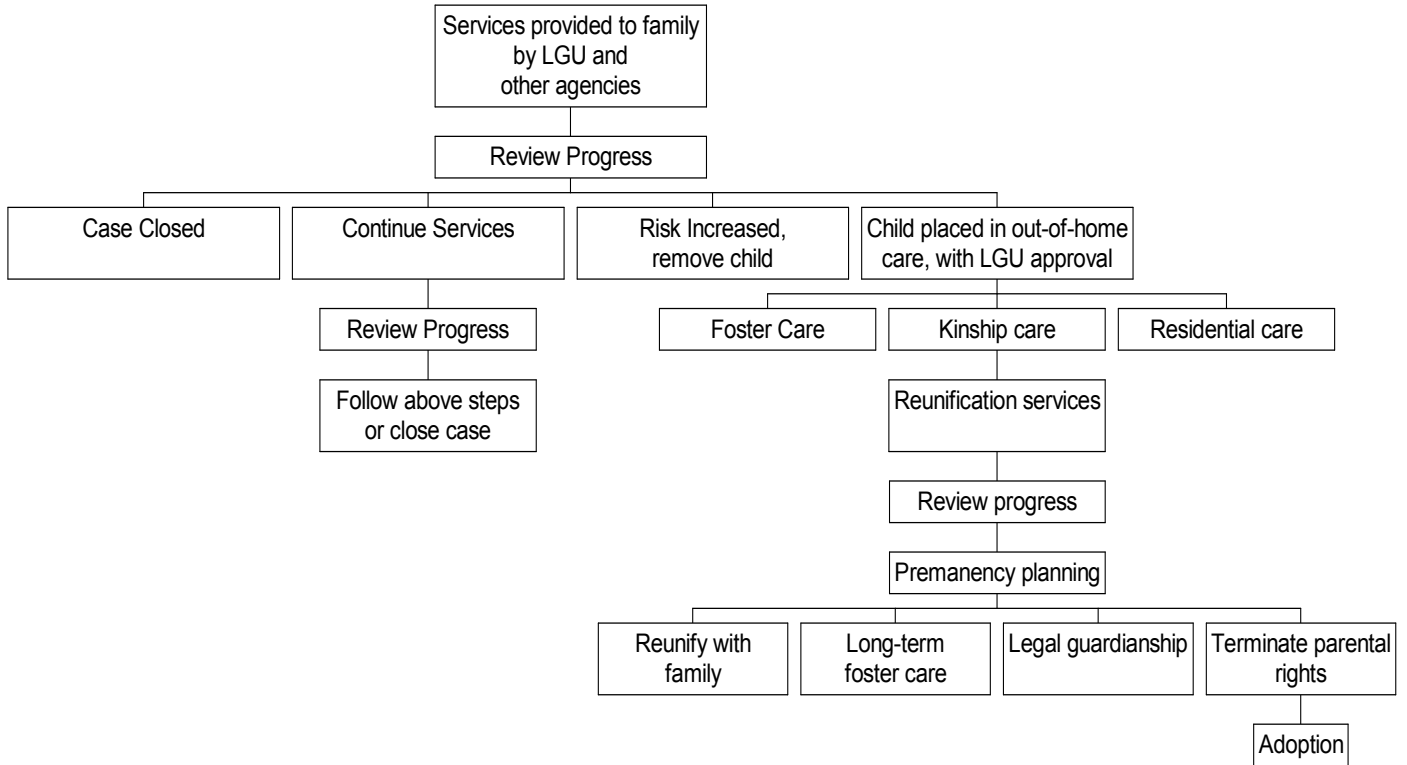 Services provided to family
by LGU and
other agencies
Review Progress
Case Closed
Continue Services
Risk Increased,
remove child
Child placed in out-of-home
care, with LGU approval
Review Progress
Foster Care
Kinship care
Residential care
Follow above steps
or close case
Reunification services
Review progress
Premanency planning
Reunify with
family
Long-term
foster care
Legal guardianship
Terminate parental
rights
Adoption